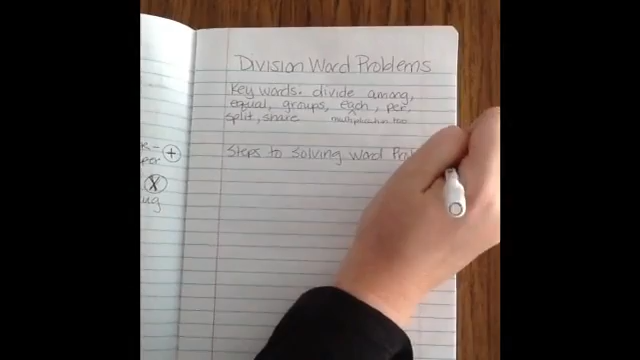 Division Word Problems
Key words: divide among,
equal, groups, each, per,
split, share
multiplication too
Steps to Solving Word
per
+
X